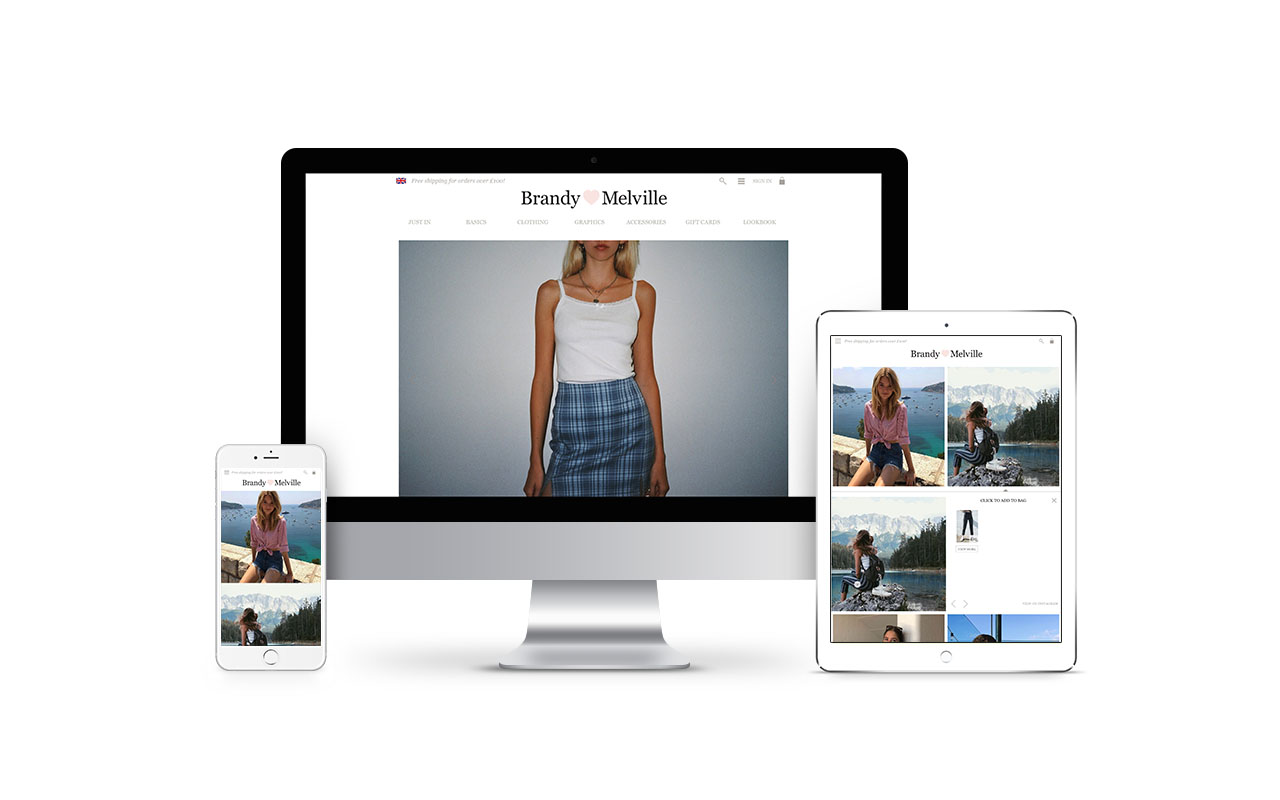 Free shipping for orders over £100!
SIGN IN
Brandy Melville
JUST IN BASICS CLOTHING GRAPHICS ACCESSORIES GIFT CARDS LOOKBOOK
Free shipping for orders over £100!
Brandy Melville
CLICK TO ADD TO BAG
VIEW MORE
Free shipping for orders over £100!
Brandy Melville